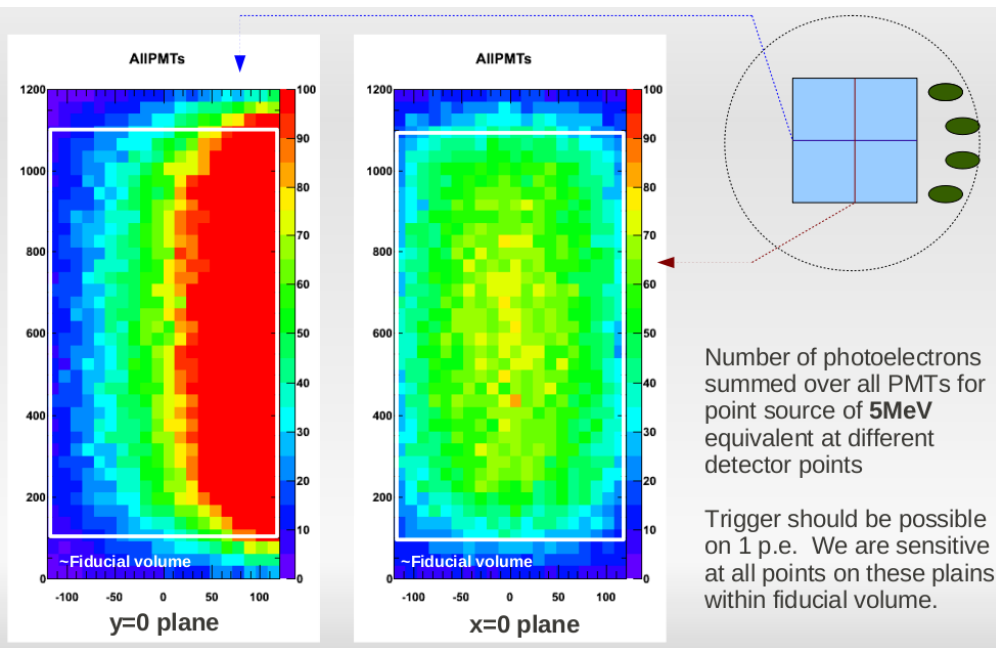 AllPMTs
1200
1000
800
600
400
200
0
-100 -50 0 50 100
100
90
80
70
60
50
40
30
20
10
0
~Fiducial volume
y=0 plane
AllPMTs
1200
1000
800
600
400
200
0
-100 -50 0 50 100
100
90
80
70
60
50
40
30
20
10
0
~Fiducial volume
x=0 plane
Number of photoelectrons
summed over all PMTs for
point source of 5MeV
equivalent at different
detector points
Trigger should be possible
on 1 p.e. We are sensitive
at all points on these plains
within fiducial volume.